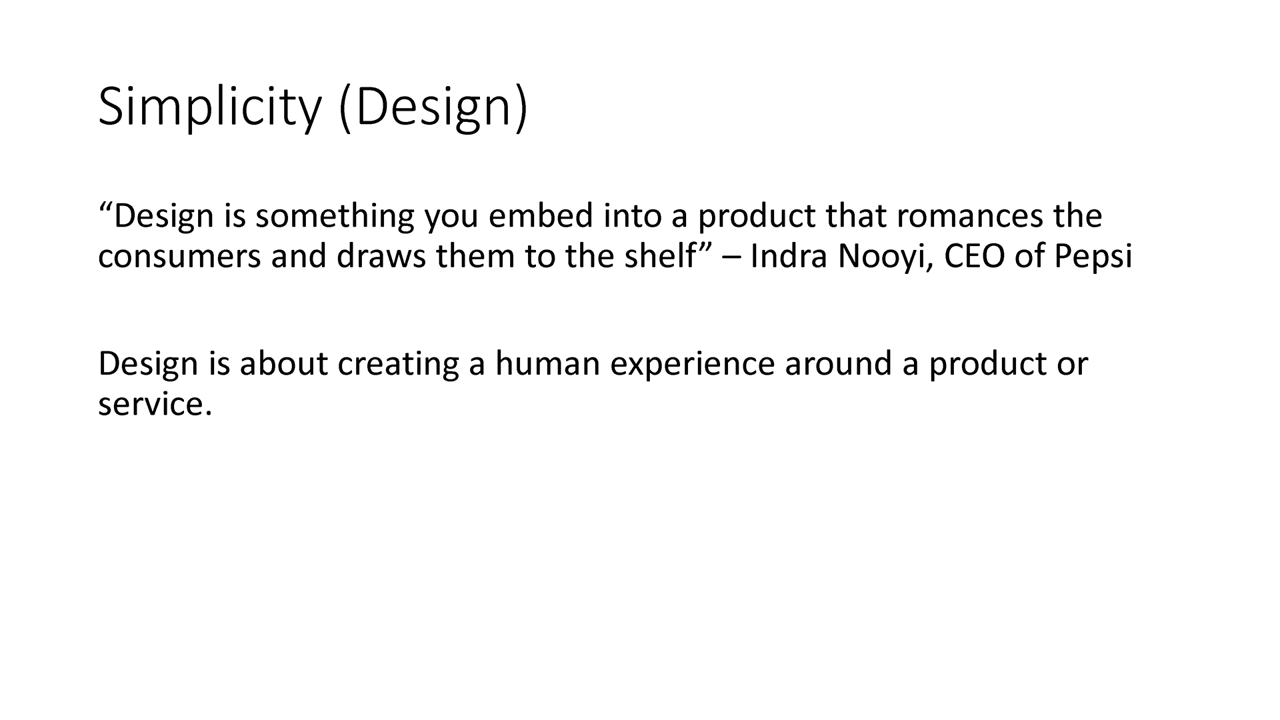 Simplicity (Design)
“Design is something you embed into a product that romances the
consumers and draws them to the shelf” – Indra Nooyi, CEO of Pepsi
Design is about creating a human experience around a product or
service.